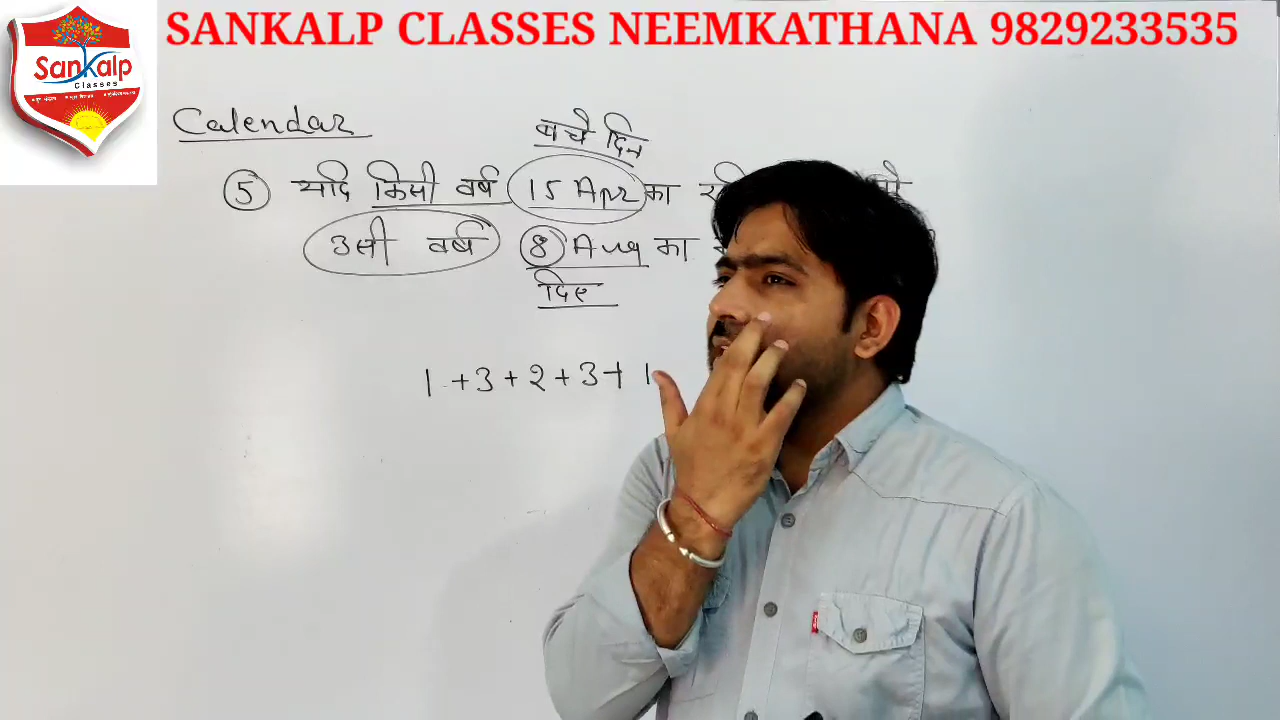 SANKALP CLASSES NEEMKATHANA 9829233535
Sankalp
Classes
Calendar
बचे दिन
5 यदि किसी वर्ष 15 Apr का
उसी वर्ष 8 Aug का
दिए
1 + 3 + 2 + 3 + 1